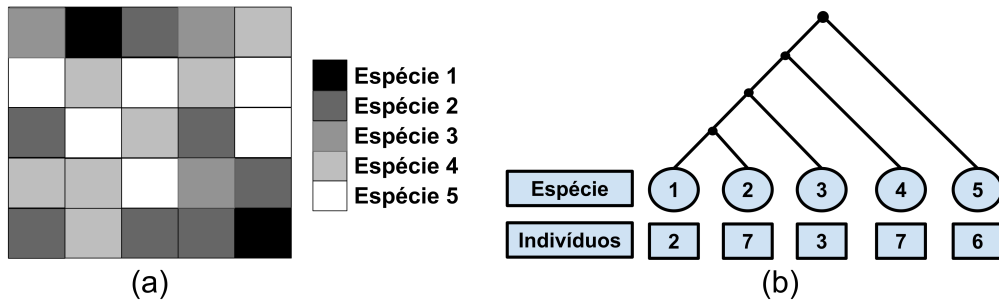 Espécie 1
Espécie 2
Espécie 3
Espécie 4
Espécie 5
(a)
Espécie 1 2 3 4 5
Indivíduos 2 7 3 7 6
(b)